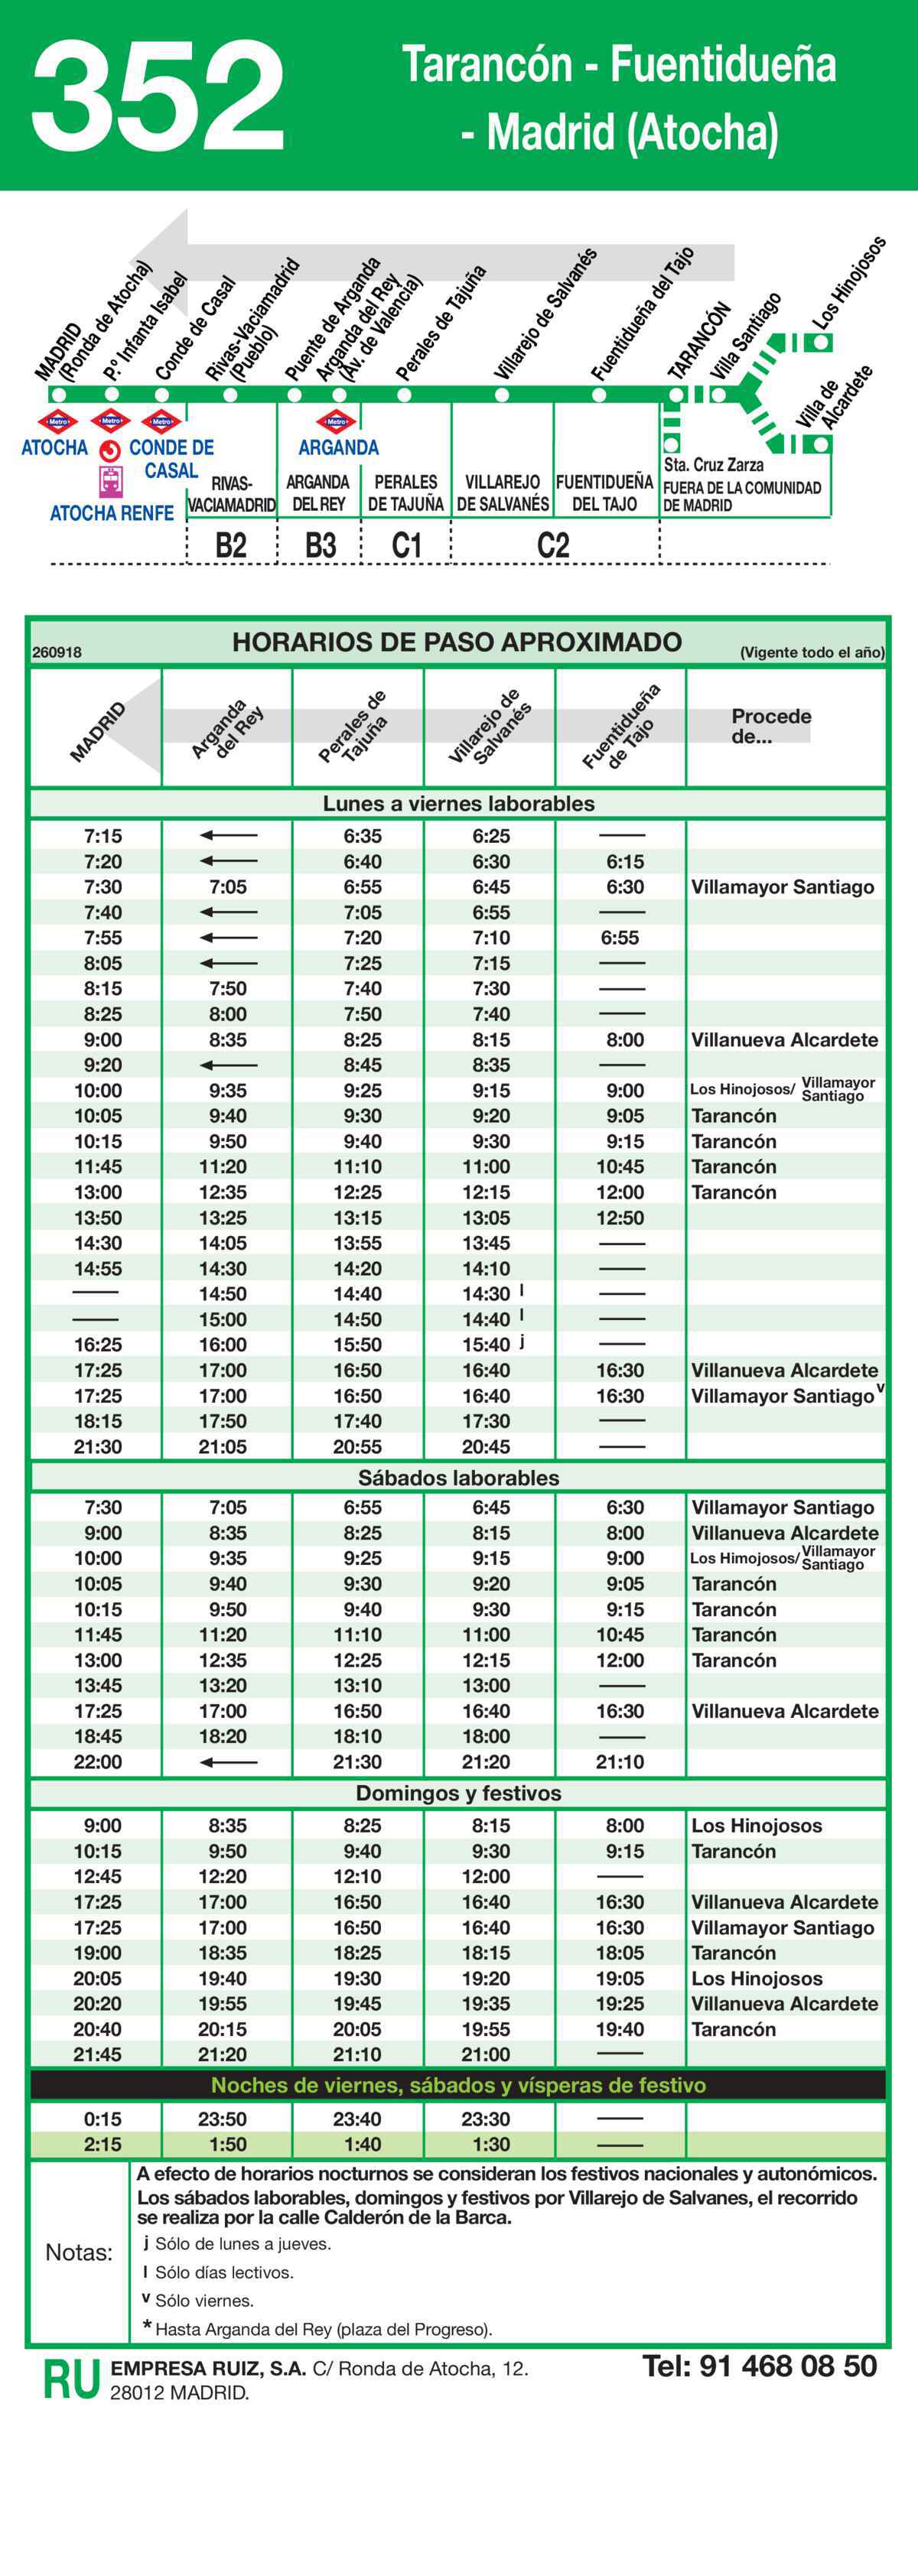 352
Tarancón - Fuentidueña
- Madrid (Atocha)
MADRID
(Ronda de Atocha)
P.º Infanta Isabel
Conde de Casal
Rivas-Vaciamadrid
(Pueblo)
Puente de Arganda
Arganda del Rey
(Av. de Valencia)
Perales de Tajuña
Villarejo de Salvanés
Fuentidueña del Tajo
TARANCÓN
Villa Santiago
Los Hinojosos
Villa de
Alcardete
Metro Metro Metro Metro
ATOCHA CONDE DE
CASAL
ARGANDA
ATOCHA RENFE
Sta. Cruz Zarza
RIVAS-
VACIAMADRID
ARGANDA
DEL REY
PERALES
DE TAJUÑA
VILLAREJO
DE SALVANÉS
FUENTIDUEÑA
DEL TAJO
FUERA DE LA COMUNIDAD
DE MADRID
B2 B3 C1 C2
260918 HORARIOS DE PASO APROXIMADO (Vigente todo el año)
MADRID
Arganda
del Rey
Perales de
Tajuña
Villarejo de
Salvanés
Fuentidueña
de Tajo
Procede
de...
Lunes a viernes laborables
7:15 6:35 6:25
7:20 6:40 6:30 6:15
7:30 7:05 6:55 6:45 6:30 Villamayor Santiago
7:40 7:05 6:55
7:55 7:20 7:10 6:55
8:05 7:25 7:15
8:15 7:50 7:40 7:30
8:25 8:00 7:50 7:40
9:00 8:35 8:25 8:15 8:00 Villanueva Alcardete
9:20 8:45 8:35
10:00 9:35 9:25 9:15 9:00 Los Hinojosos/ Villamayor Santiago
10:05 9:40 9:30 9:20 9:05 Tarancón
10:15 9:50 9:40 9:30 9:15 Tarancón
11:45 11:20 11:10 11:00 10:45 Tarancón
13:00 12:35 12:25 12:15 12:00 Tarancón
13:50 13:25 13:15 13:05 12:50
14:30 14:05 13:55 13:45
14:55 14:30 14:20 14:10
14:50 14:40 14:30 l
15:00 14:50 14:40 l
16:25 16:00 15:50 15:40 j
17:25 17:00 16:50 16:40 16:30 Villanueva Alcardete
17:25 17:00 16:50 16:40 16:30 Villamayor Santiago v
18:15 17:50 17:40 17:30
21:30 21:05 20:55 20:45
Sábados laborables
7:30 7:05 6:55 6:45 6:30 Villamayor Santiago
9:00 8:35 8:25 8:15 8:00 Villanueva Alcardete
10:00 9:35 9:25 9:15 9:00 Los Himojosos/ Villamayor Santiago
10:05 9:40 9:30 9:20 9:05 Tarancón
10:15 9:50 9:40 9:30 9:15 Tarancón
11:45 11:20 11:10 11:00 10:45 Tarancón
13:00 12:35 12:25 12:15 12:00 Tarancón
13:45 13:20 13:10 13:00
17:25 17:00 16:50 16:40 16:30 Villanueva Alcardete
18:45 18:20 18:10 18:00
22:00 21:30 21:20 21:10
Domingos y festivos
9:00 8:35 8:25 8:15 8:00 Los Hinojosos
10:15 9:50 9:40 9:30 9:15 Tarancón
12:45 12:20 12:10 12:00
17:25 17:00 16:50 16:40 16:30 Villanueva Alcardete
17:25 17:00 16:50 16:40 16:30 Villamayor Santiago
19:00 18:35 18:25 18:15 18:05 Tarancón
20:05 19:40 19:30 19:20 19:05 Los Hinojosos
20:20 19:55 19:45 19:35 19:25 Villanueva Alcardete
20:40 20:15 20:05 19:55 19:40 Tarancón
21:45 21:20 21:10 21:00
Noches de viernes, sábados y vísperas de festivo
0:15 23:50 23:40 23:30
2:15 1:50 1:40 1:30
Notas:
A efecto de horarios nocturnos se consideran los festivos nacionales y autonómicos.
Los sábados laborables, domingos y festivos por Villarejo de Salvanes, el recorrido
se realiza por la calle Calderón de la Barca.
j Sólo de lunes a jueves.
l Sólo días lectivos.
v Sólo viernes.
* Hasta Arganda del Rey (plaza del Progreso).
RU EMPRESA RUIZ, S.A. C/ Ronda de Atocha, 12.
28012 MADRID.
Tel: 91 468 08 50